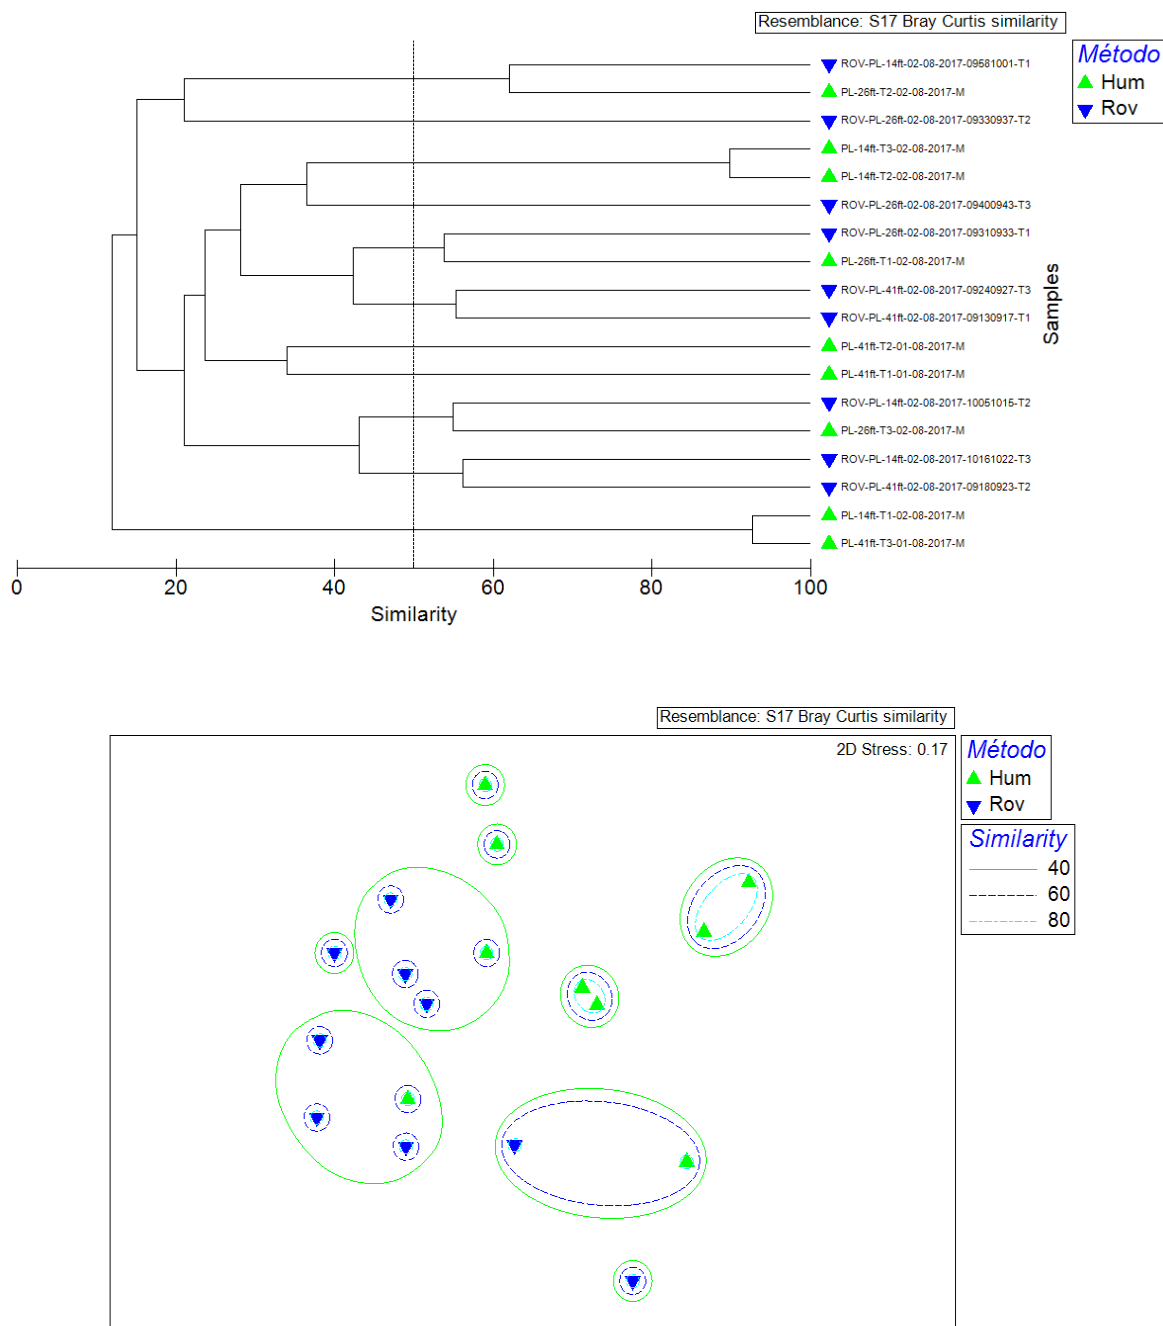 Resemblance: S17 Bray Curtis similarity
Método
Hum
Rov
ROV-PL-14ft-02-08-2017-09581001-T1
PL-26ft-T2-02-08-2017-M
ROV-PL-26ft-02-08-2017-09330937-T2
PL-14ft-T3-02-08-2017-M
PL-14ft-T2-02-08-2017-M
ROV-PL-26ft-02-08-2017-09400943-T3
ROV-PL-26ft-02-08-2017-09310933-T1
PL-26ft-T1-02-08-2017-M
ROV-PL-41ft-02-08-2017-09240927-T3
ROV-PL-41ft-02-08-2017-09130917-T1
PL-41ft-T2-01-08-2017-M
PL-41ft-T1-01-08-2017-M
ROV-PL-14ft-02-08-2017-10051015-T2
PL-26ft-T3-02-08-2017-M
ROV-PL-14ft-02-08-2017-10161022-T3
ROV-PL-41ft-02-08-2017-09180923-T2
PL-14ft-T1-02-08-2017-M
PL-41ft-T3-01-08-2017-M
Samples
0 20 40 60 80 100
Similarity
Resemblance: S17 Bray Curtis similarity
2D Stress: 0.17
Método
Hum
Rov
Similarity
40
60
80